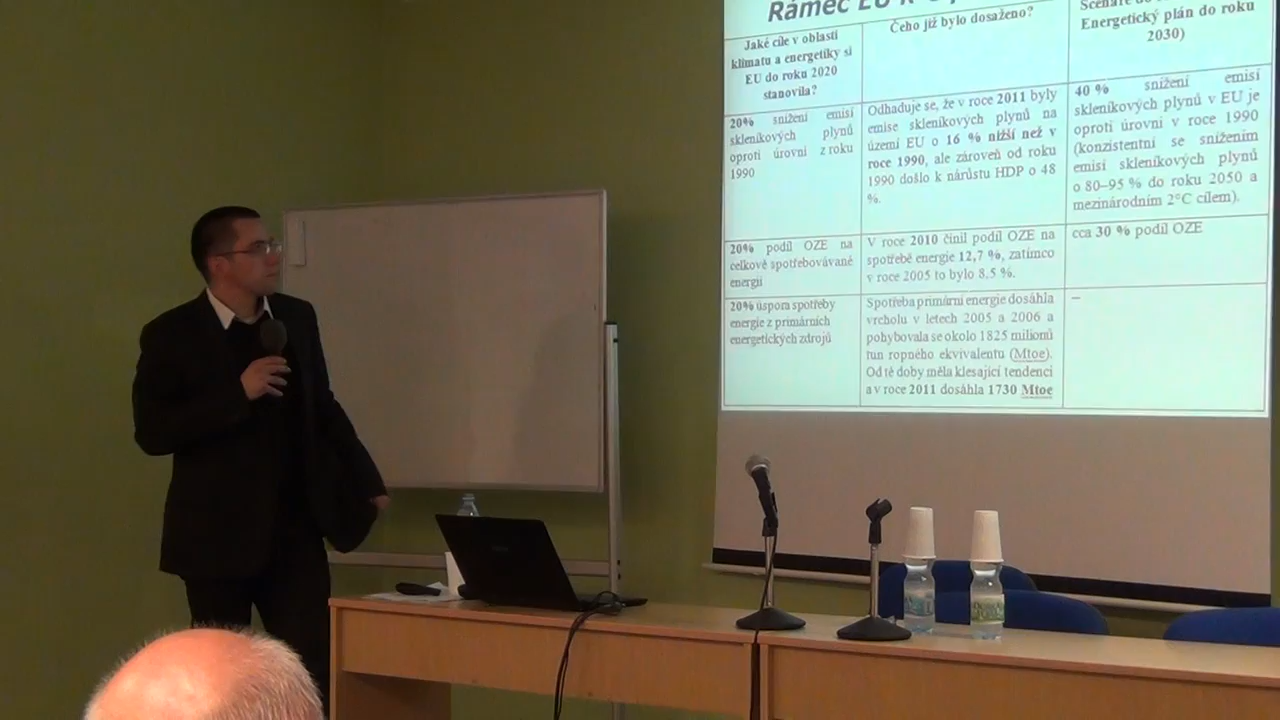 Rámec EU k
Jaké cíle v oblasti
klimatu a energetiky si
EU do roku 2020
stanovila?
Čeho již bylo dosaženo?
Energetický plán do roku
2030)
20% snížení emisí
skleníkových plynů
oproti úrovni z roku
1990
Odhaduje se, že v roce 2011 byly
emise skleníkových plynů na
území EU o 16 % nižší než v
roce 1990, ale zároveň od roku
1990 došlo k nárůstu HDP o 48
%.
40 % snížení emisí
skleníkových plynů v EU je
oproti úrovni v roce 1990
(konzistentní se snížením
emisí skleníkových plynů
o 80–95 % do roku 2050 a
mezinárodním 2°C cílem).
20% podíl OZE na
celkově spotřebovávané
energii
V roce 2010 činil podíl OZE na
spotřebě energie 12,7 %, zatímco
v roce 2005 to bylo 8,5 %.
cca 30 % podíl OZE
20% úspora spotřeby
energie z primárních
energetických zdrojů
Spotřeba primární energie dosáhla
vrcholu v letech 2005 a 2006 a
pohybovala se okolo 1825 milionů
tun ropného ekvivalentu (Mtoe).
Od té doby měla klesající tendenci
a v roce 2011 dosáhla 1730 Mtoe
–